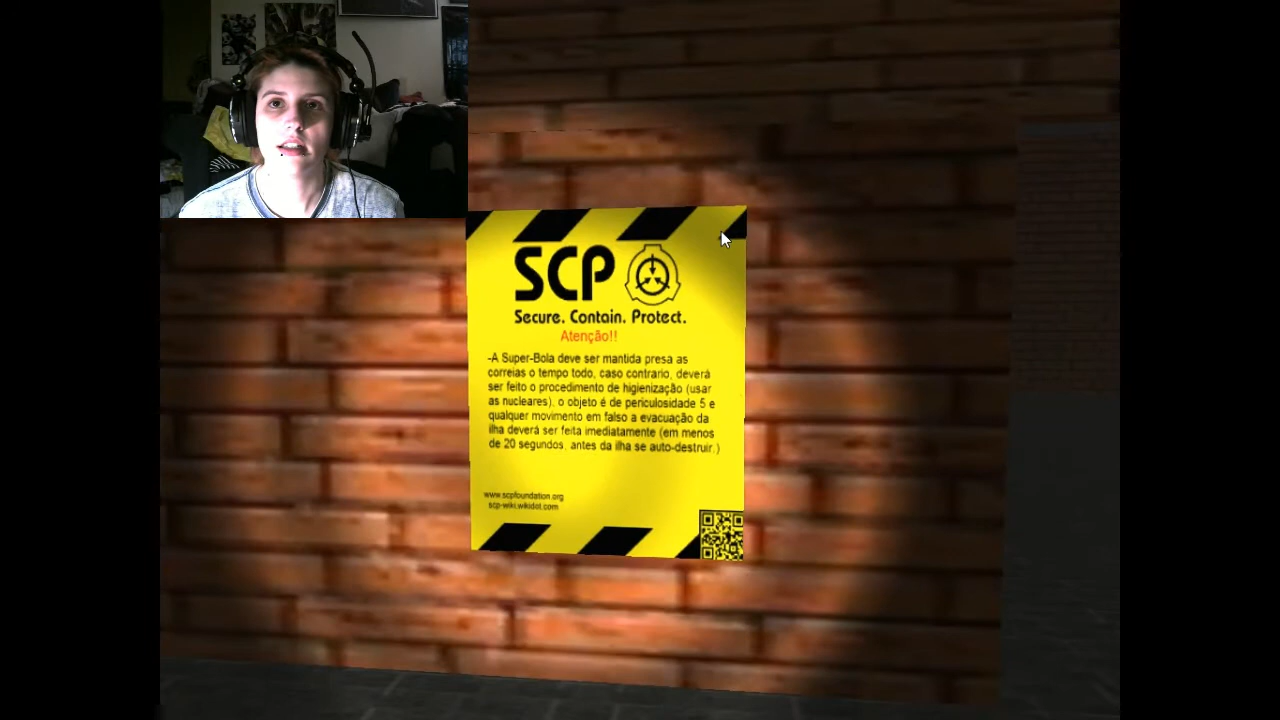 SCP
Secure. Contain. Protect.
Atenção!!
-A Super-Bola deve ser mantida presa as
correias o tempo todo, caso contrario, deverá
ser feito o procedimento de higienização (usar
as nucleares), o objeto é de periculosidade 5 e
qualquer movimento em falso a evacuação da
ilha deverá ser feita imediatamente (em menos
de 20 segundos, antes da ilha se auto-destruir.)
www.scpfoundation.org
scp-wiki.wikidot.com